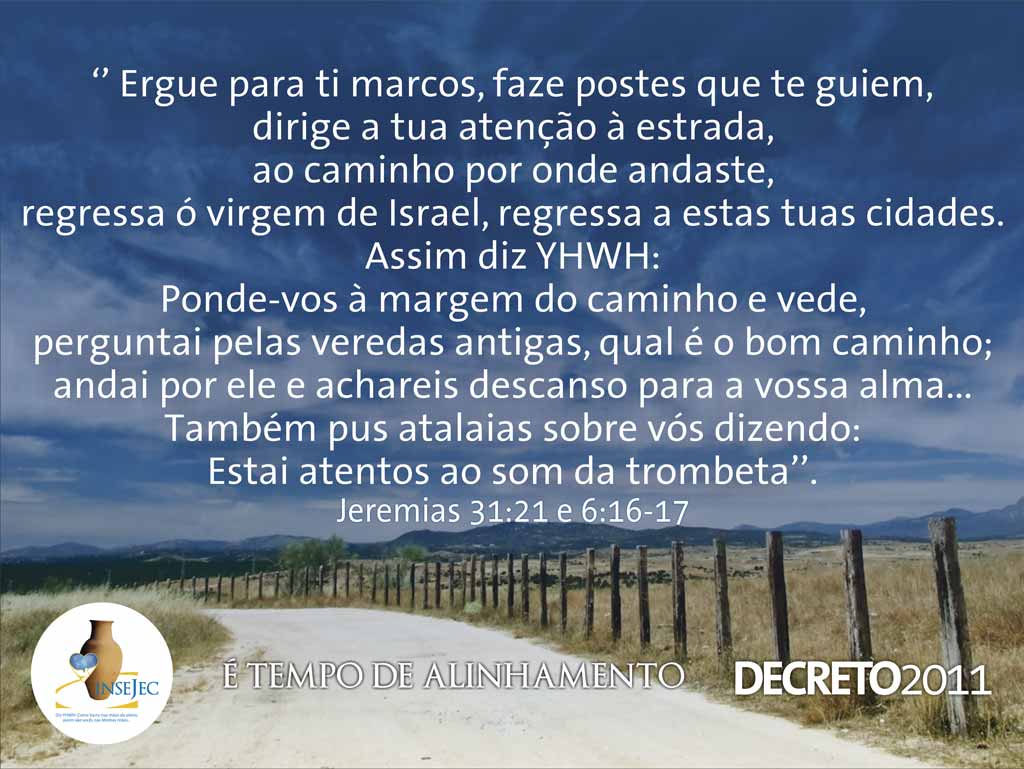 ‘’ Ergue para ti marcos, faze postes que te guiem,
dirige a tua atenção à estrada,
ao caminho por onde andaste,
regressa ó virgem de Israel, regressa a estas tuas cidades.
Assim diz YHWH:
Ponde-vos à margem do caminho e vede,
perguntai pelas veredas antigas, qual é o bom caminho;
andai por ele e achareis descanso para a vossa alma...
Também pus atalaias sobre vós dizendo:
Estai atentos ao som da trombeta’’.
Jeremias 31:21 e 6:16-17
INSEJEC
É TEMPO DE ALINHAMENTO
DECRETO2011